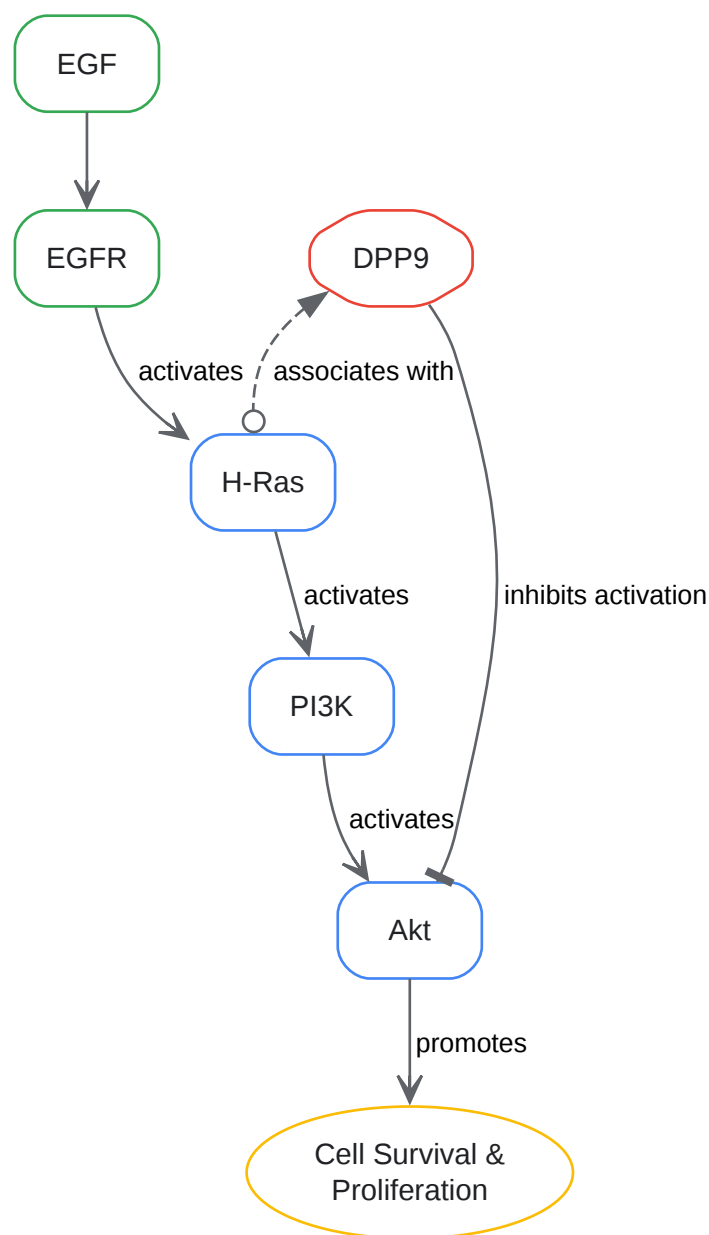 EGF
EGFR
DPP9
activates
associates with
H-Ras
activates
inhibits activation
PI3K
activates
Akt
promotes
Cell Survival &
Proliferation